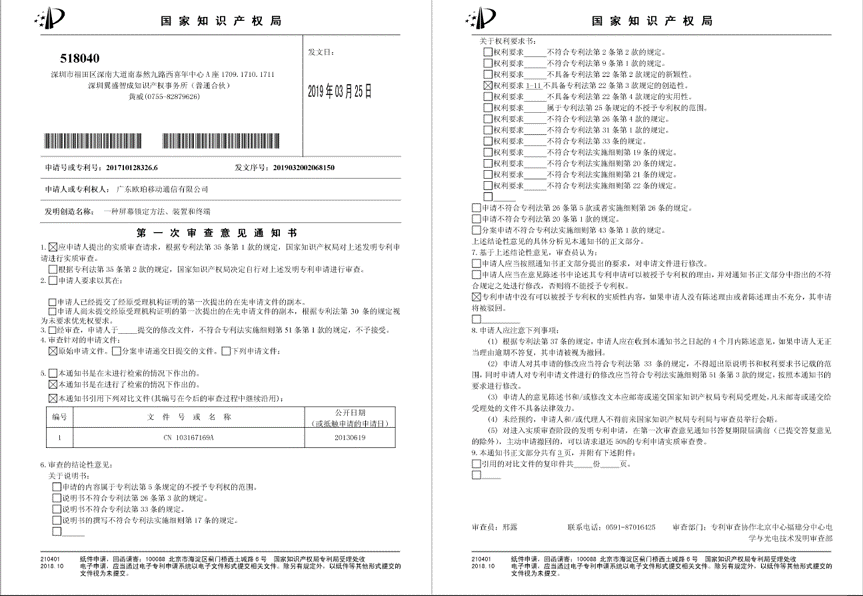 国家知识产权局
518040
深圳市福田区深南大道南泰然九路西喜年中心A座1709.1710.1711
深圳翼盛智成知识产权事务所（普通合伙）
黄威(0755-82879626)
发文日：
2019年03月25日
申请号或专利号：201710128326.6 发文序号：2019032002068150
申请人或专利权人：广东欧珀移动通信有限公司
发明创造名称：一种屏幕锁定方法、装置和终端
第一次审查意见通知书
1.☒应申请人提出的实质审查请求，根据专利法第35条第1款的规定，国家知识产权局对上述发明专利申
请进行实质审查。
□根据专利法第35条第2款的规定，国家知识产权局决定自行对上述发明专利申请进行审查。
2.□申请人要求以其在：
□申请人已经提交了经原受理机构证明的第一次提出的在先申请文件的副本。
□申请人尚未提交经原受理机构证明的第一次提出的在先申请文件的副本，根据专利法第30条的规定视
为未要求优先权要求。
3.□经审查，申请人于____提交的修改文件，不符合专利法实施细则第51条第1款的规定，不予接受。
4.审查针对的申请文件：
☒原始申请文件。□分案申请递交日提交的文件。□下列申请文件：
5.□本通知书是在未进行检索的情况下作出的。
☒本通知书是在进行了检索的情况下作出的。
☒本通知书引用下列对比文件(其编号在今后的审查过程中继续沿用)：
编号 文件号或名称 公开日期
（或抵触申请的申请日）
1 CN 103167169A 20130619
6.审查的结论性意见：
关于说明书：
□申请的内容属于专利法第5条规定的不授予专利权的范围。
□说明书不符合专利法第26条第3款的规定。
□说明书不符合专利法第33条的规定。
□说明书的撰写不符合专利法实施细则第17条的规定。
□____
210401 纸件申请，回函请寄：100088 北京市海淀区蓟门桥西土城路6号 国家知识产权局专利局受理处收
2018.10 电子申请，应当通过电子专利申请系统以电子文件形式提交相关文件。除另有规定外，以纸件等其他形式提交的
文件视为未提交。
国家知识产权局
关于权利要求书：
□权利要求____不符合专利法第2条第2款的规定。
□权利要求____不符合专利法第9条第1款的规定。
□权利要求____不具备专利法第22条第2款规定的新颖性。
☒权利要求1-11不具备专利法第22条第3款规定的创造性。
□权利要求____不具备专利法第22条第4款规定的实用性。
□权利要求____属于专利法第25条规定的不授予专利权的范围。
□权利要求____不符合专利法第26条第4款的规定。
□权利要求____不符合专利法第31条第1款的规定。
□权利要求____不符合专利法第33条的规定。
□权利要求____不符合专利法实施细则第19条的规定。
□权利要求____不符合专利法实施细则第20条的规定。
□权利要求____不符合专利法实施细则第21条的规定。
□权利要求____不符合专利法实施细则第22条的规定。
□____
□申请不符合专利法第26条第5款或者实施细则第26条的规定。
□申请不符合专利法第20条第1款的规定。
□分案申请不符合专利法实施细则第43条第1款的规定。
上述结论性意见的具体分析见本通知书的正文部分。
7.基于上述结论性意见，审查员认为：
□申请人应当按照通知书正文部分提出的要求，对申请文件进行修改。
□申请人应当在意见陈述书中论述其专利申请可以被授予专利权的理由，并对通知书正文部分中指出的不符
合规定之处进行修改，否则将不能授予专利权。
☒专利申请中没有可以被授予专利权的实质性内容，如果申请人没有陈述理由或者陈述理由不充分，其申请
将被驳回。
□____
8.申请人应注意下列事项：
(1) 根据专利法第37条的规定，申请人应在收到本通知书之日起的4个月内陈述意见，如果申请人无正
当理由逾期不答复，其申请被视为撤回。
(2) 申请人对其申请的修改应当符合专利法第33条的规定，不得超出原说明书和权利要求书记载的范
围，同时申请人对专利申请文件进行的修改应当符合专利法实施细则第51条第3款的规定，按照本通知书的
要求进行修改。
(3) 申请人的意见陈述书和/或修改文本应邮寄或递交国家知识产权局专利局受理处，凡未邮寄或递交给
受理处的文件不具备法律效力。
(4) 未经预约，申请人和/或代理人不得前来国家知识产权局专利局与审查员举行会晤。
(5) 对进入实质审查阶段的发明专利申请，在第一次审查意见通知书答复期限届满前（已提交答复意见
的除外），主动申请撤回的，可以请求退还50%的专利申请实质审查费。
9.本通知书正文部分共有3页，并附有下述附件：
□引用的对比文件的复印件共____份____页。
□____
审查员：邢露 联系电话：0591-87016425 审查部门：专利审查协作北京中心福建分中心电
学与光电技术发明审查部
210401 纸件申请，回函请寄：100088 北京市海淀区蓟门桥西土城路6号 国家知识产权局专利局受理处收
2018.10 电子申请，应当通过电子专利申请系统以电子文件形式提交相关文件。除另有规定外，以纸件等其他形式提交的
文件视为未提交。